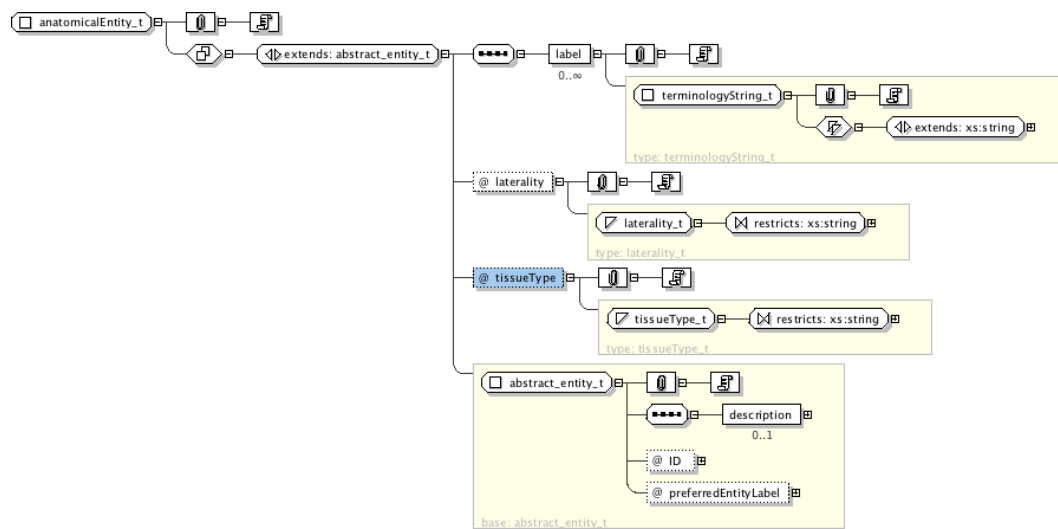 anatomicalEntity_t
extends: abstract_entity_t
label
0..∞
terminologyString_t
extends: xs:string
type: terminologyString_t
@ laterality
laterality_t
restricts: xs:string
type: laterality_t
@ tissueType
tissueType_t
restricts: xs:string
type: tissueType_t
abstract_entity_t
description
0..1
@ ID
@ preferredEntityLabel
base: abstract_entity_t